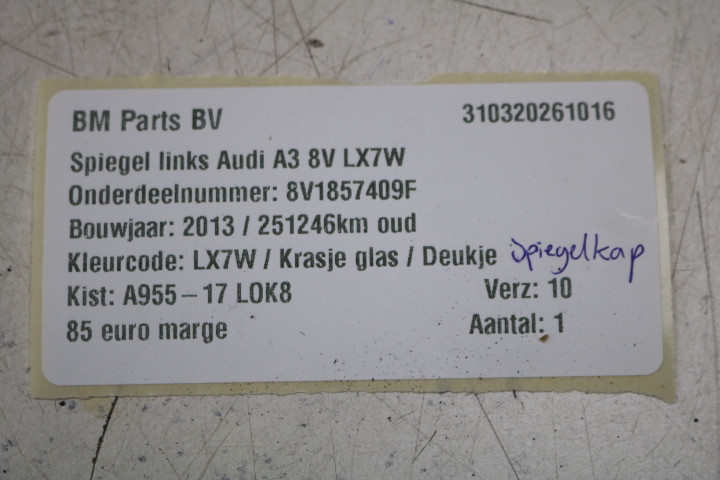 BM Parts BV 310320261016
Spiegel links Audi A3 8V LX7W
Onderdeelnummer: 8V1857409F
Bouwjaar: 2013 / 251246km oud
Kleurcode: LX7W / Krasje glas / Deukje Spiegelkap
Kist: A955-17 LOK8 Verz: 10
85 euro marge Aantal: 1